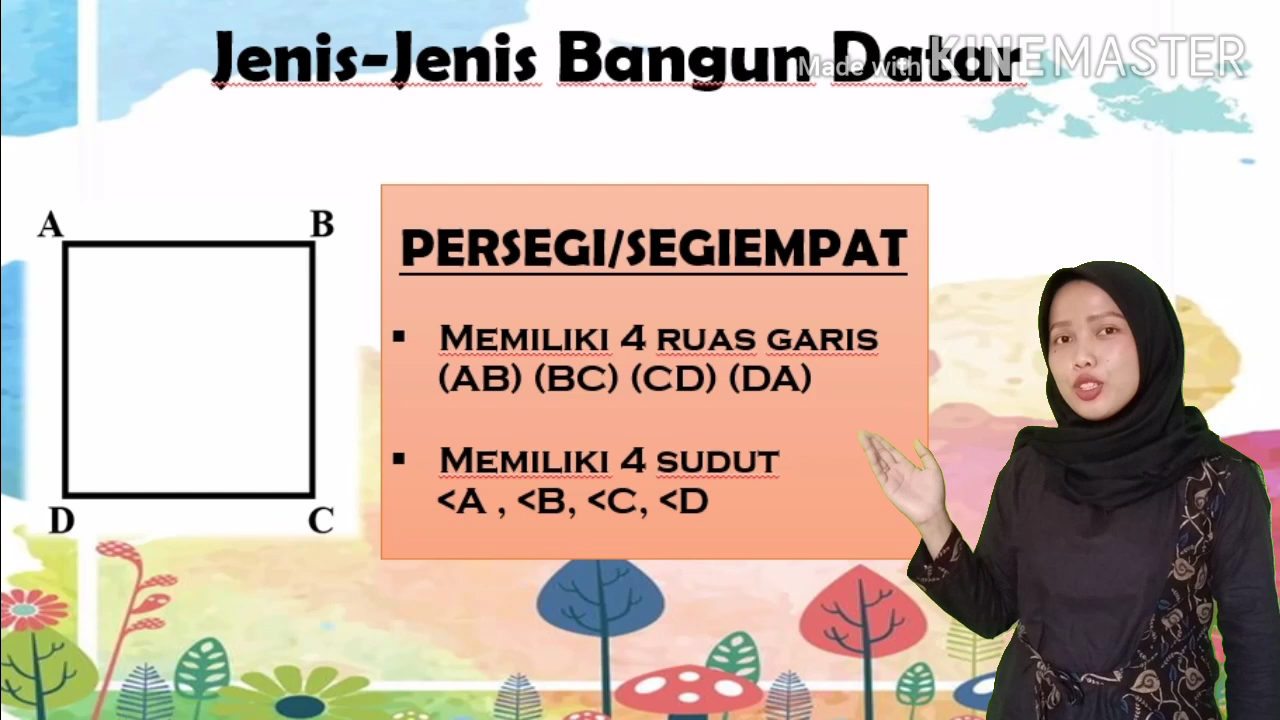 Jenis-Jenis Bangun Datar
Made with KINEMASTER
A B
PERSEGI/SEGIEMPAT
▪ MEMILIKI 4 RUAS GARIS
(AB) (BC) (CD) (DA)
▪ MEMILIKI 4 SUDUT
<A , <B, <C, <D
D C